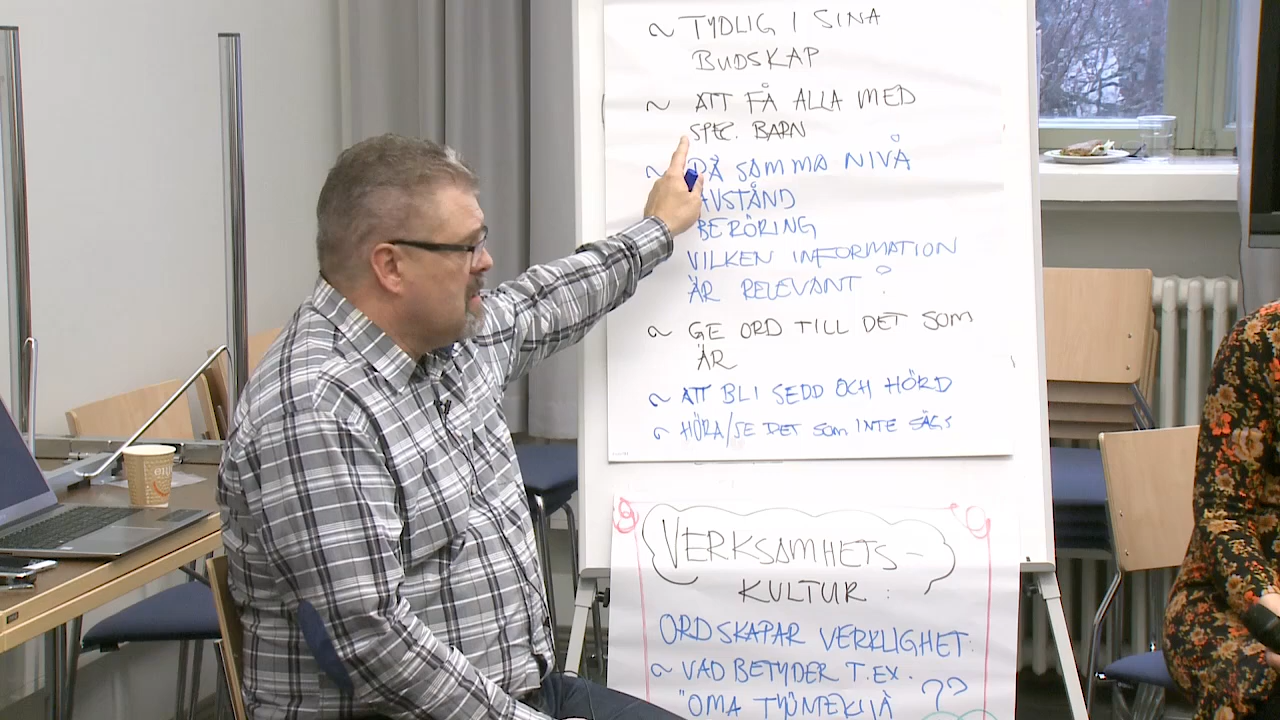 ~ TYDLIG I SINA
BUDSKAP
~ ATT FÅ ALLA MED
SPEC. BARN
~ PÅ SAMMA NIVÅ
AVSTÅND
BERÖRING
VILKEN INFORMATION
ÄR RELEVANT ?
~ GE ORD TILL DET SOM
ÄR
~ ATT BLI SEDD OCH HÖRD
~ HÖRA/SE DET SOM INTE SÄGS
VERKSAMHETS-
KULTUR :
ORD SKAPAR VERKLIGHET:
~ VAD BETYDER T.EX.
"OMA TYÖNTEKIJÄ ??